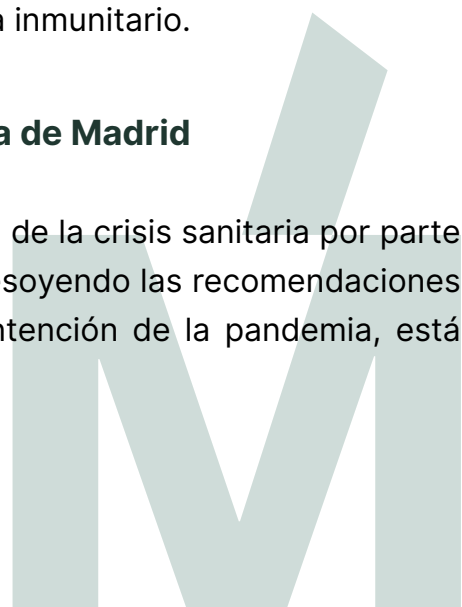 a inmunitario.
a de Madrid
de la crisis sanitaria por parte
soyendo las recomendaciones
ntención de la pandemia, está
Ḿ